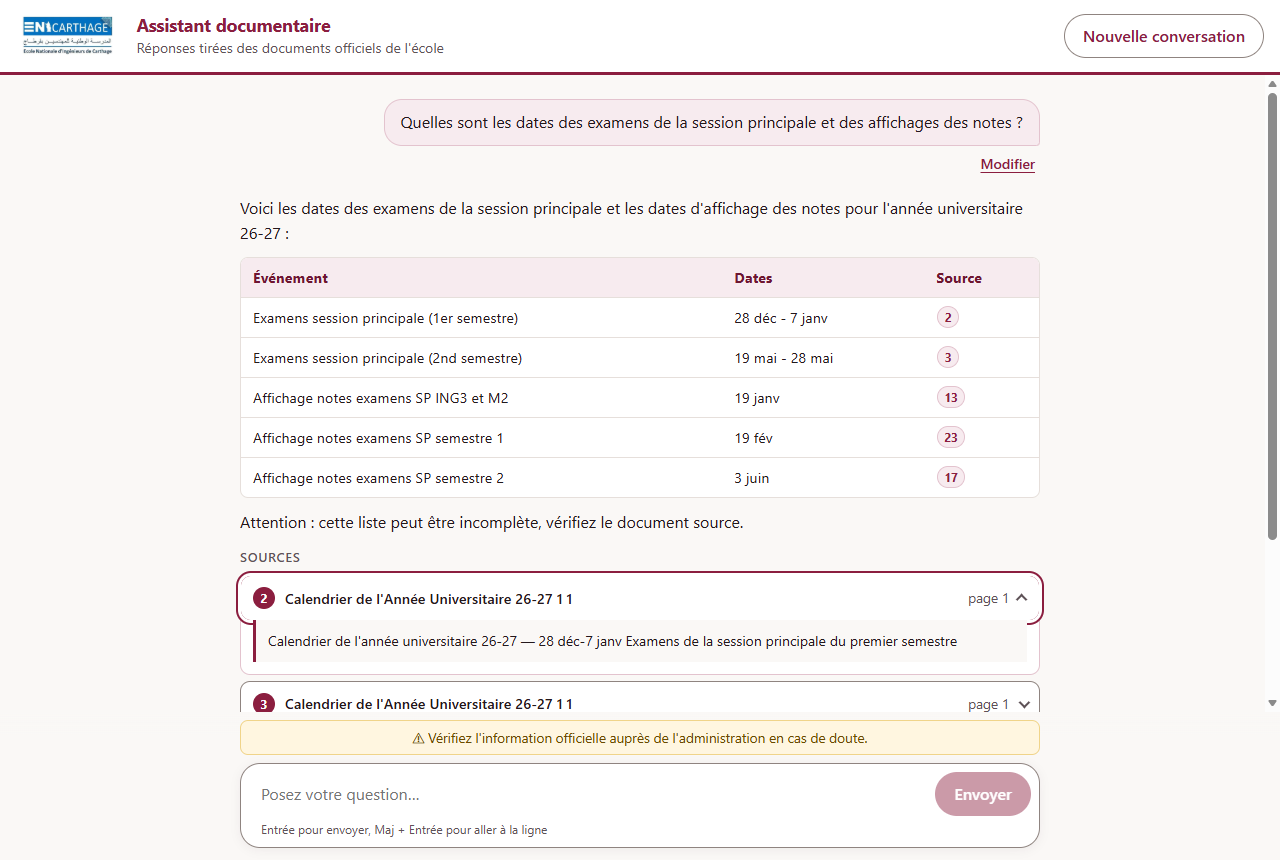 ENICARTHAGE
المدرسة الوطنية للمهندسين بقرطاج
Ecole Nationale d'Ingénieurs de Carthage
Assistant documentaire
Réponses tirées des documents officiels de l'école
Nouvelle conversation
Quelles sont les dates des examens de la session principale et des affichages des notes ?
Modifier
Voici les dates des examens de la session principale et les dates d'affichage des notes pour l'année universitaire
26-27 :
Événement Dates Source
Examens session principale (1er semestre) 28 déc - 7 janv 2
Examens session principale (2nd semestre) 19 mai - 28 mai 3
Affichage notes examens SP ING3 et M2 19 janv 13
Affichage notes examens SP semestre 1 19 fév 23
Affichage notes examens SP semestre 2 3 juin 17
Attention : cette liste peut être incomplète, vérifiez le document source.
SOURCES
2 Calendrier de l'Année Universitaire 26-27 1 1 page 1
Calendrier de l'année universitaire 26-27 — 28 déc-7 janv Examens de la session principale du premier semestre
3 Calendrier de l'Année Universitaire 26-27 1 1 page 1
⚠ Vérifiez l'information officielle auprès de l'administration en cas de doute.
Posez votre question...
Envoyer
Entrée pour envoyer, Maj + Entrée pour aller à la ligne